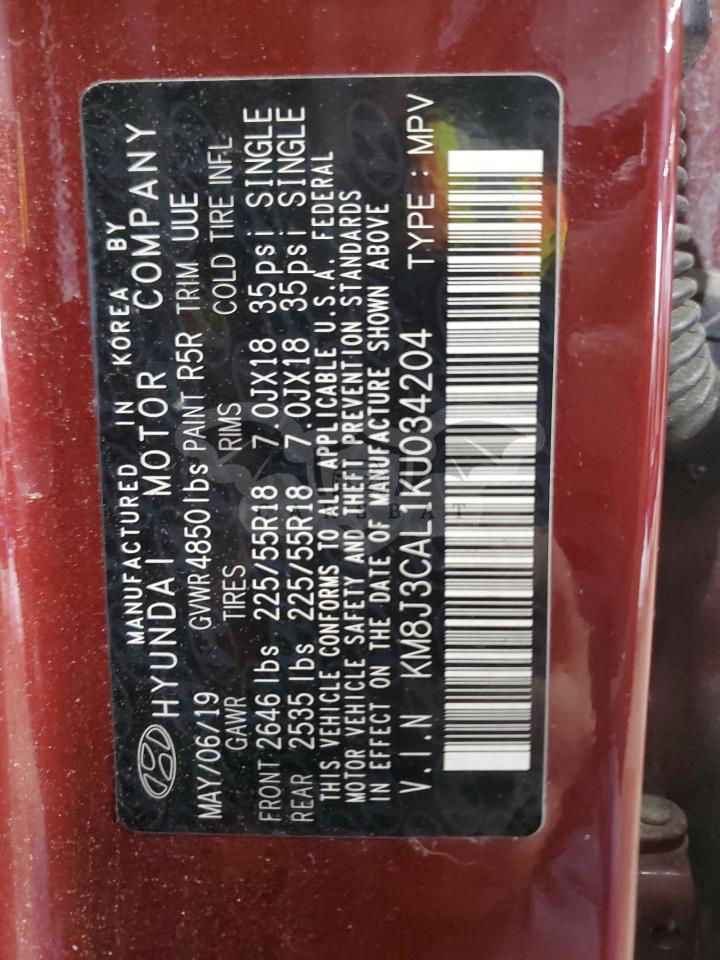 MANUFACTURED IN KOREA BY
HYUNDAI MOTOR COMPANY
MAY/06/19 GVWR 4850lbs PAINT R5R TRIM UUE
GAWR TIRES RIMS COLD TIRE INFL
FRONT 2646 lbs 225/55R18 7.0JX18 35psi SINGLE
REAR 2535 lbs 225/55R18 7.0JX18 35psi SINGLE
THIS VEHICLE CONFORMS TO ALL APPLICABLE U.S.A. FEDERAL
MOTOR VEHICLE SAFETY AND THEFT PREVENTION STANDARDS
IN EFFECT ON THE DATE OF MANUFACTURE SHOWN ABOVE
V.I.N KM8J3CAL1KU034204 TYPE : MPV